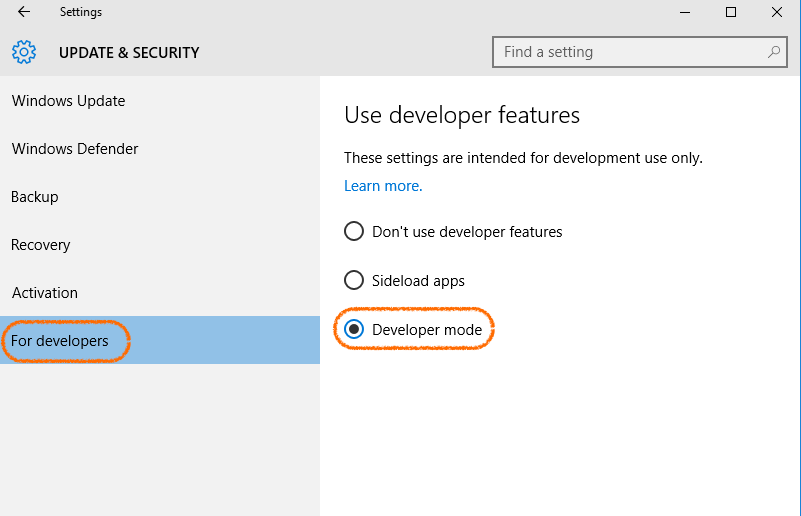 Settings
UPDATE & SECURITY
Find a setting
Windows Update
Windows Defender
Backup
Recovery
Activation
For developers
Use developer features
These settings are intended for development use only.
Learn more.
Don't use developer features
Sideload apps
Developer mode